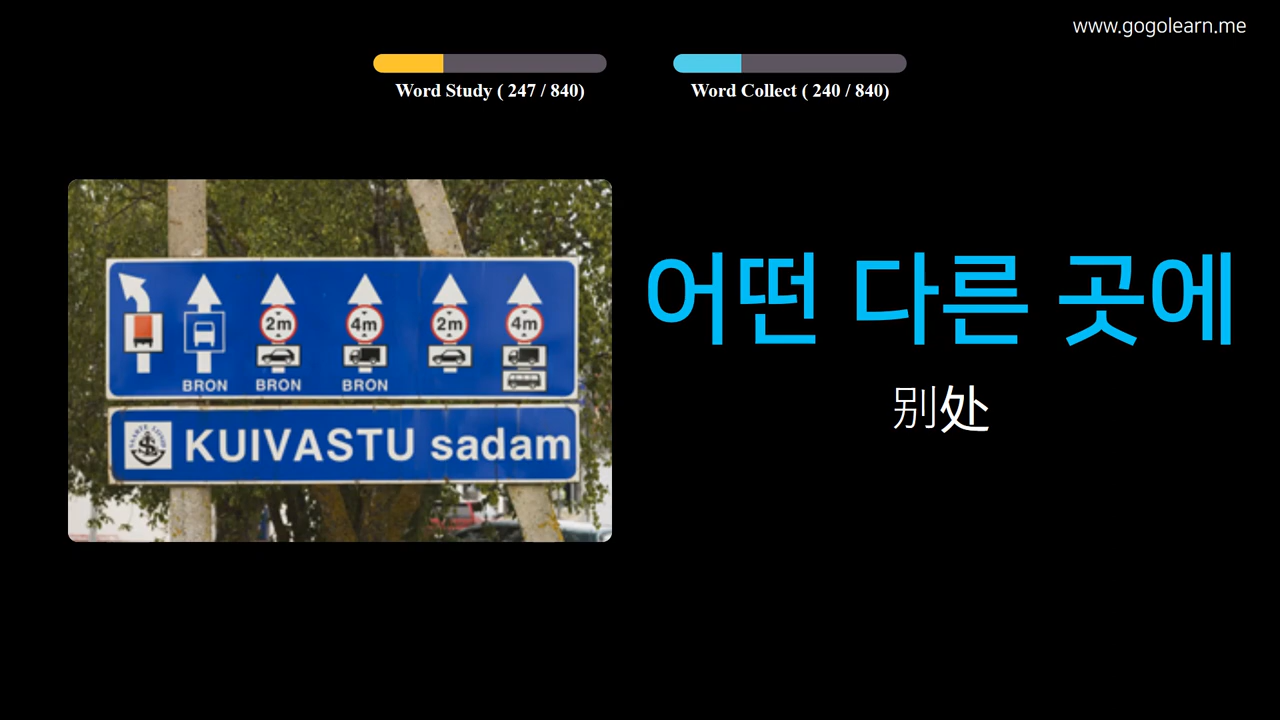 www.gogolearn.me
Word Study ( 247 / 840)
Word Collect ( 240 / 840)
2m
4m
2m
4m
BRON
BRON
BRON
KUIVASTU sadam
어떤 다른 곳에
别处